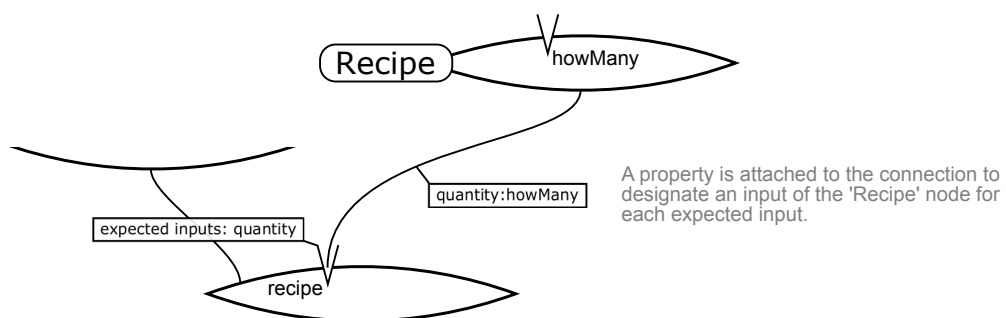 Recipe
howMany
quantity:howMany
A property is attached to the connection to
designate an input of the 'Recipe' node for
each expected input.
expected inputs: quantity
recipe